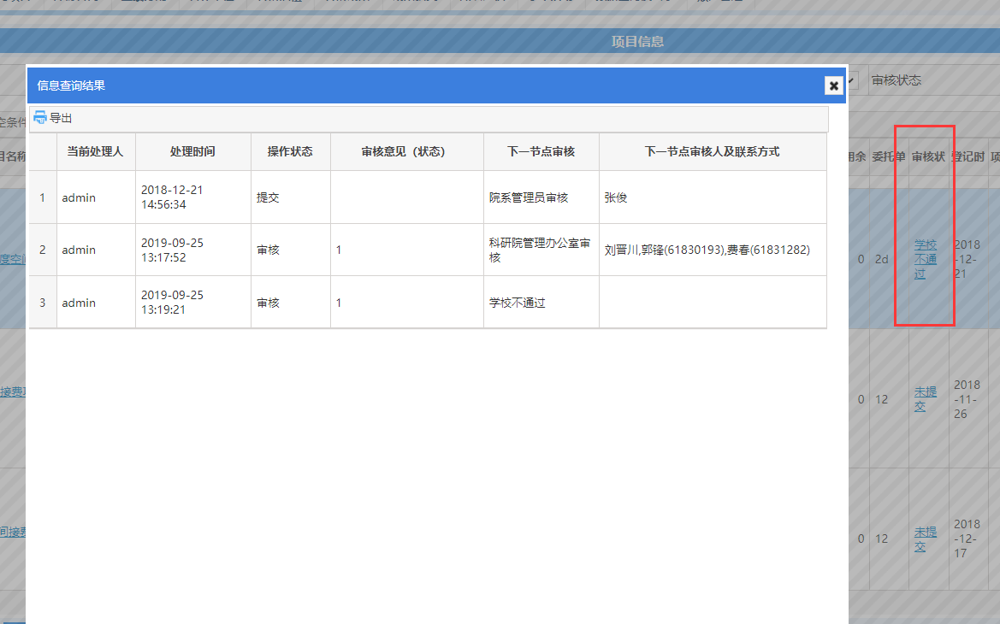 项目信息
审核状态
信息查询结果
导出
当前处理人 处理时间 操作状态 审核意见（状态） 下一节点审核 下一节点审核人及联系方式
1 admin 2018-12-21 14:56:34 提交 院系管理员审核 张俊
2 admin 2019-09-25 13:17:52 审核 1 科研院管理办公室审核 刘晋川,郭锋(61830193),费春(61831282)
3 admin 2019-09-25 13:19:21 审核 1 学校不通过
空条件
目名称
用余 委托单 审核状 登记时 项
度空间
0 2d 学校不通过 2018-12-21
接费项
0 12 未提交 2018-11-26
间接费
0 12 未提交 2018-12-17